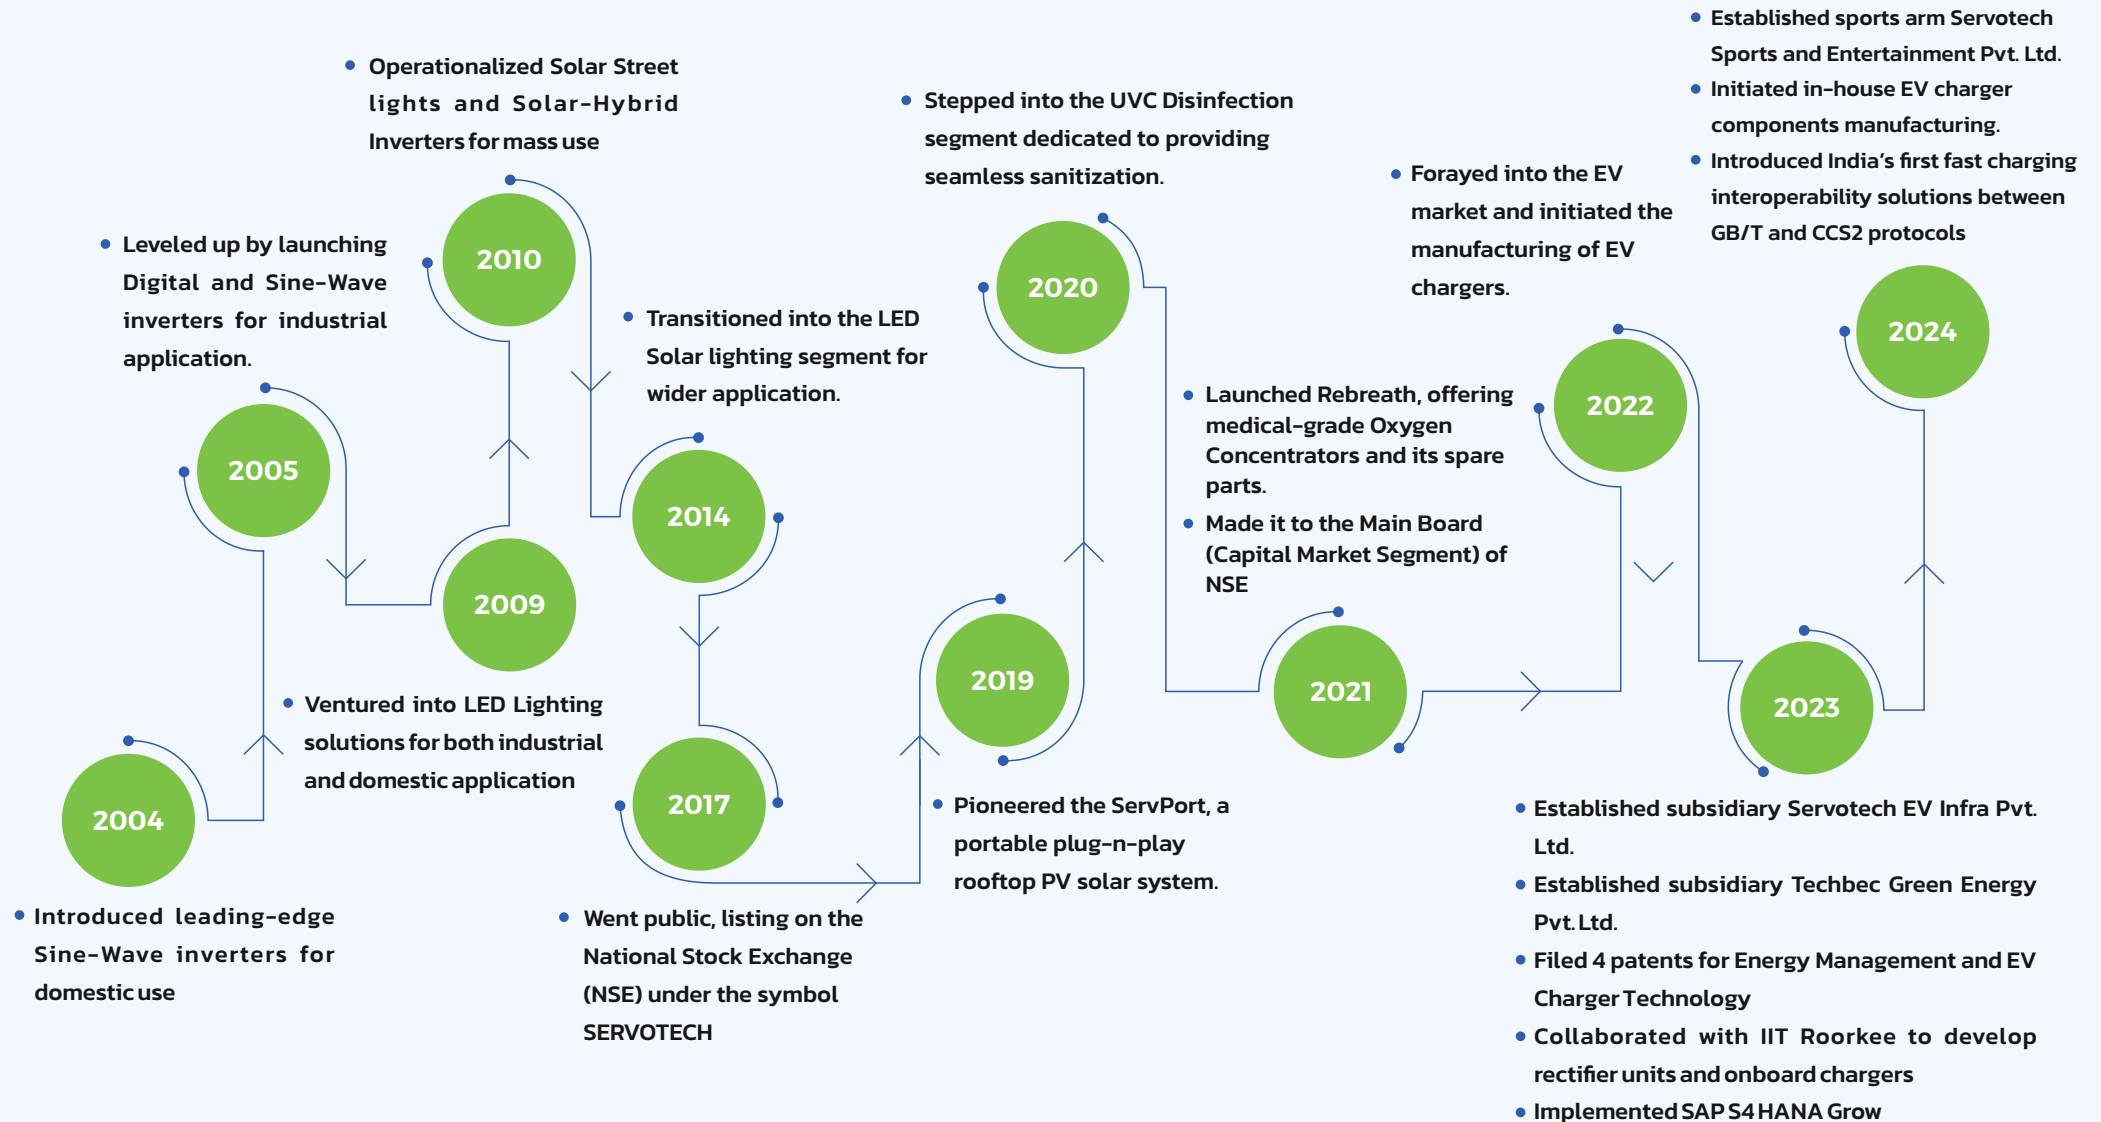 2004
Introduced leading-edge
Sine-Wave inverters for
domestic use
Leveled up by launching
Digital and Sine-Wave
inverters for industrial
application.
2005
2009
Ventured into LED Lighting
solutions for both industrial
and domestic application
Operationalized Solar Street
lights and Solar-Hybrid
Inverters for mass use
2010
Transitioned into the LED
Solar lighting segment for
wider application.
2014
2017
Went public, listing on the
National Stock Exchange
(NSE) under the symbol
SERVOTECH
2019
Pioneered the ServPort, a
portable plug-n-play
rooftop PV solar system.
Stepped into the UVC Disinfection
segment dedicated to providing
seamless sanitization.
2020
Launched Rebreath, offering
medical-grade Oxygen
Concentrators and its spare
parts.
Made it to the Main Board
(Capital Market Segment) of
NSE
2021
Forayed into the EV
market and initiated the
manufacturing of EV
chargers.
2022
2023
Established subsidiary Servotech EV Infra Pvt.
Ltd.
Established subsidiary Techbec Green Energy
Pvt. Ltd.
Filed 4 patents for Energy Management and EV
Charger Technology
Collaborated with IIT Roorkee to develop
rectifier units and onboard chargers
Implemented SAP S4 HANA Grow
Established sports arm Servotech
Sports and Entertainment Pvt. Ltd.
Initiated in-house EV charger
components manufacturing.
Introduced India's first fast charging
interoperability solutions between
GB/T and CCS2 protocols
2024